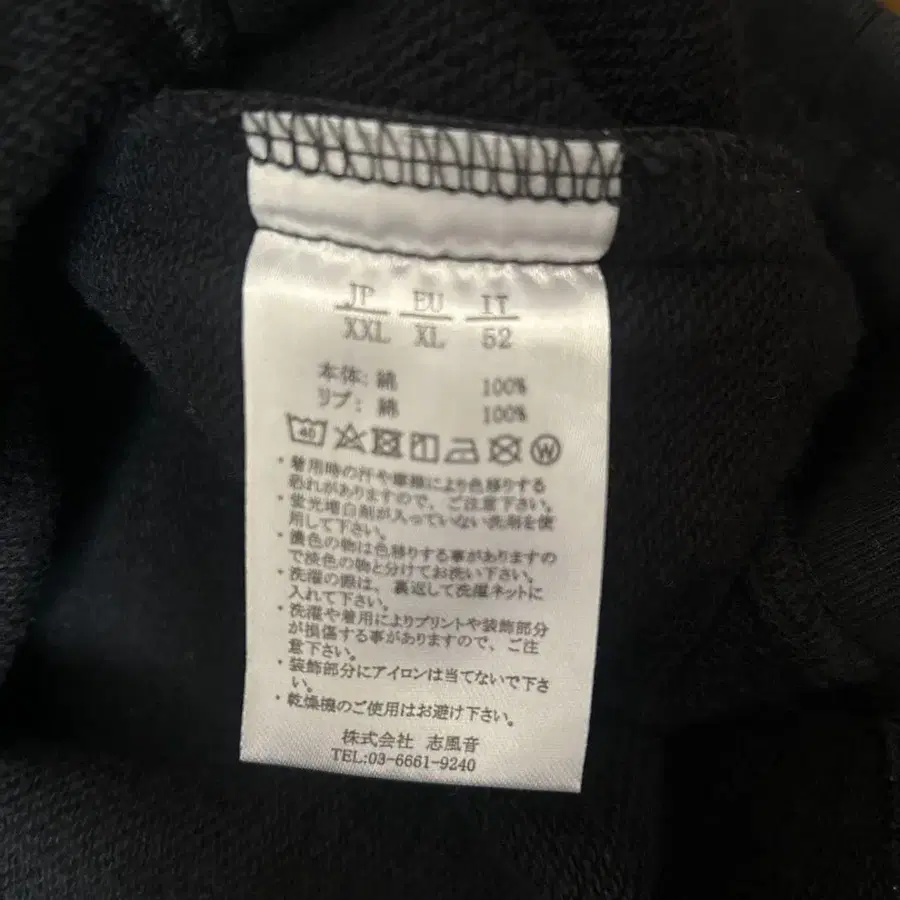 JP EU IT
XXL XL 52
本体: 綿 100%
リブ: 綿 100%
40 W
・着用時の汗や摩擦により色移りする
恐れがありますので、ご注意下さい。
・蛍光増白剤が入っていない洗剤を使
用して下さい。
・濃色の物は色移りする事があります
ので淡色の物と分けてお洗い下さい。
・洗濯の際は、裏返して洗濯ネットに
入れて下さい。
・洗濯や着用によりプリントや装飾部分
が損傷する事がありますので、ご注
意下さい。
・装飾部分にアイロンは当てないで下さ
い。
・乾燥機のご使用はお避け下さい。
株式会社 志風音
TEL:03-6661-9240